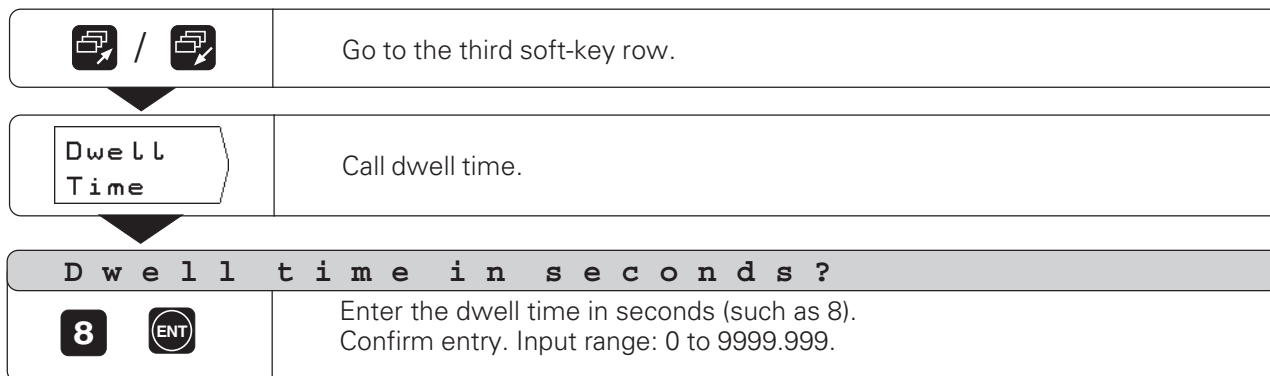 /
Go to the third soft-key row.
Dwell
Time
Call dwell time.
Dwell time in seconds?
8 ENT
Enter the dwell time in seconds (such as 8).
Confirm entry. Input range: 0 to 9999.999.